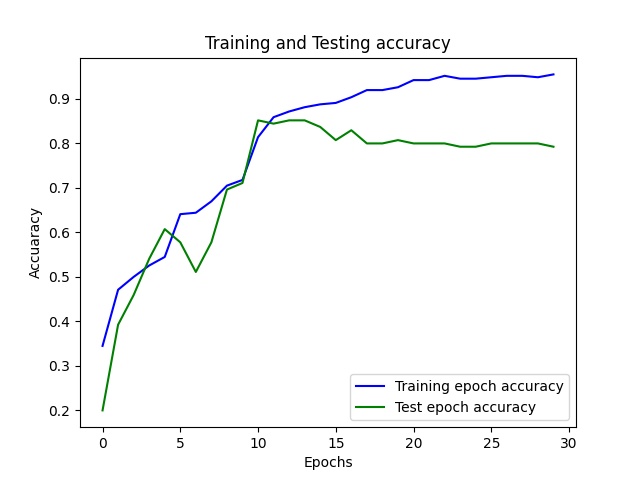 Training and Testing accuracy
Accuaracy
0.9
0.8
0.7
0.6
0.5
0.4
0.3
0.2
Training epoch accuracy
Test epoch accuracy
0 5 10 15 20 25 30
Epochs